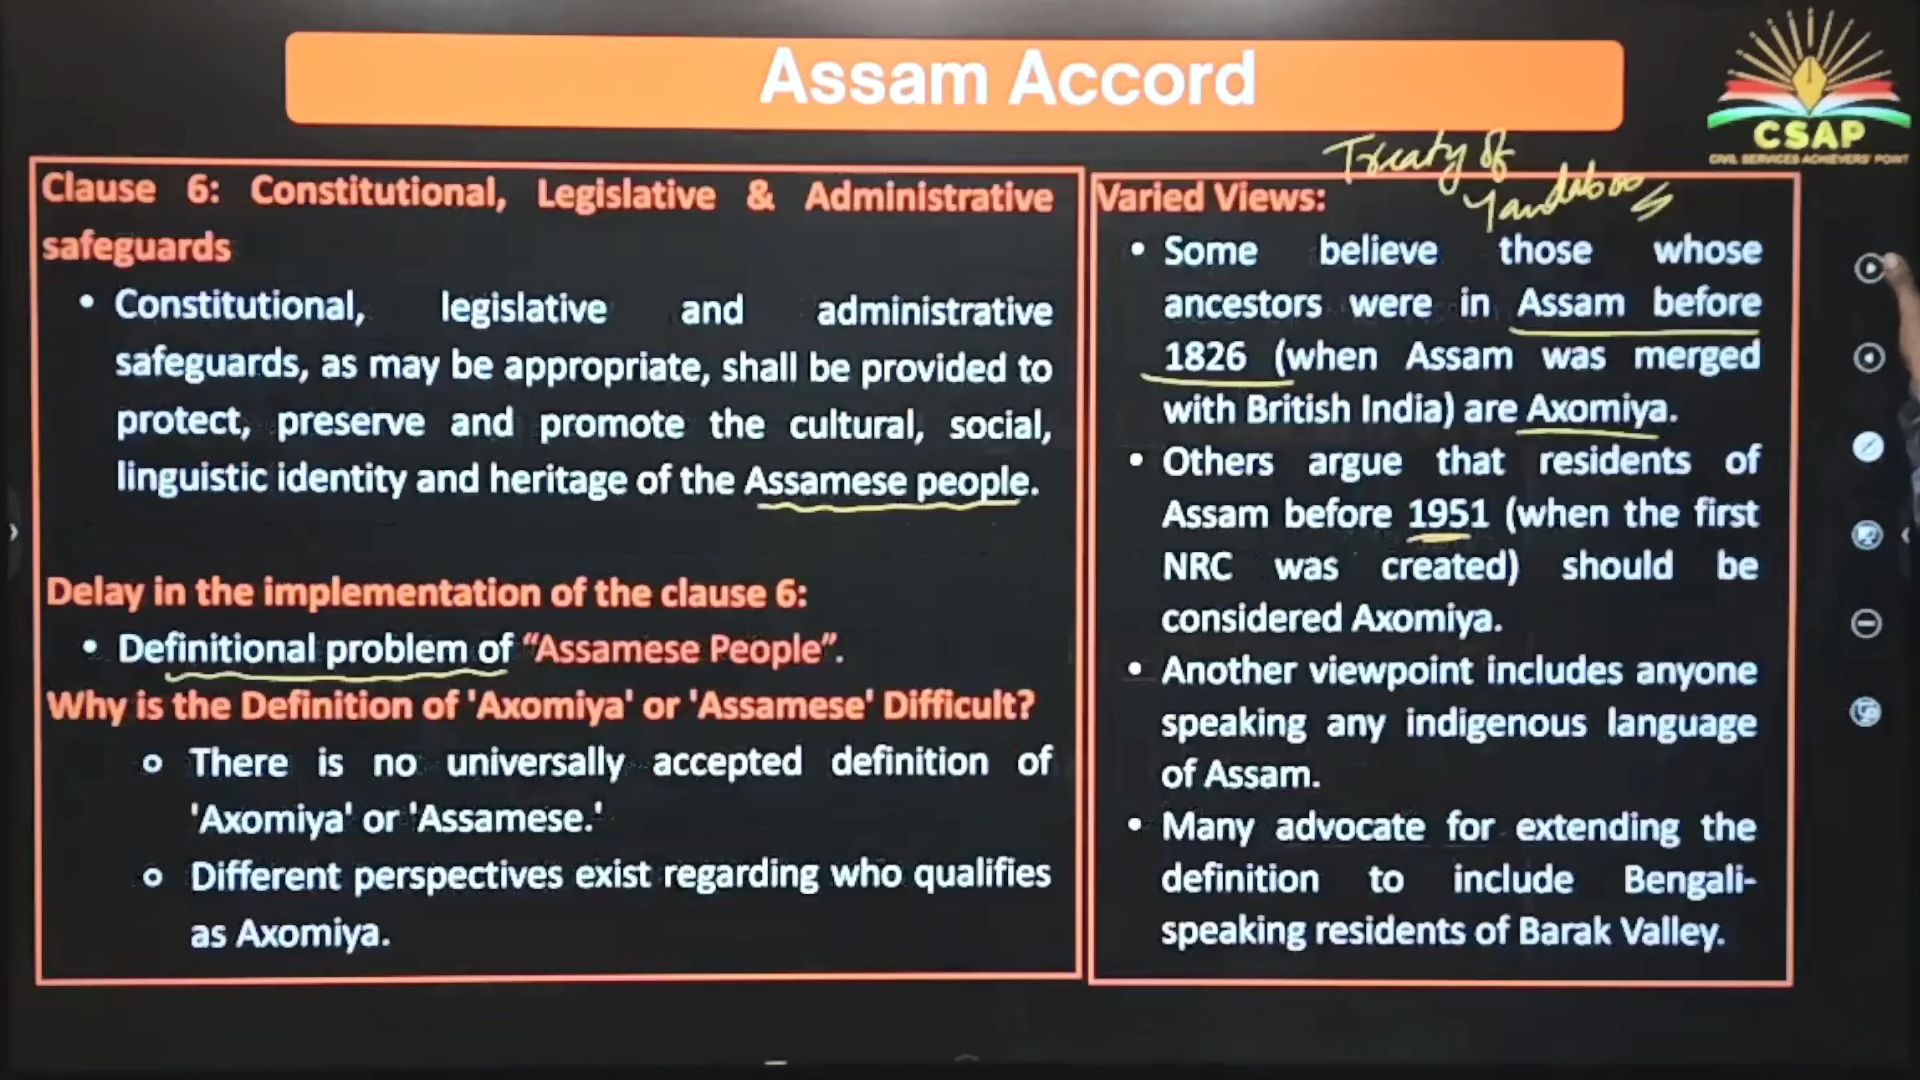 Assam Accord
CSAP
CIVIL SERVICES ACHIEVERS' POINT
Treaty of
Yandaboo
Clause 6: Constitutional, Legislative & Administrative
safeguards
• Constitutional, legislative and administrative
safeguards, as may be appropriate, shall be provided to
protect, preserve and promote the cultural, social,
linguistic identity and heritage of the Assamese people.
Delay in the implementation of the clause 6:
• Definitional problem of “Assamese People”.
Why is the Definition of 'Axomiya' or 'Assamese' Difficult?
o There is no universally accepted definition of
'Axomiya' or 'Assamese.'
o Different perspectives exist regarding who qualifies
as Axomiya.
Varied Views:
• Some believe those whose
ancestors were in Assam before
1826 (when Assam was merged
with British India) are Axomiya.
• Others argue that residents of
Assam before 1951 (when the first
NRC was created) should be
considered Axomiya.
• Another viewpoint includes anyone
speaking any indigenous language
of Assam.
• Many advocate for extending the
definition to include Bengali-
speaking residents of Barak Valley.